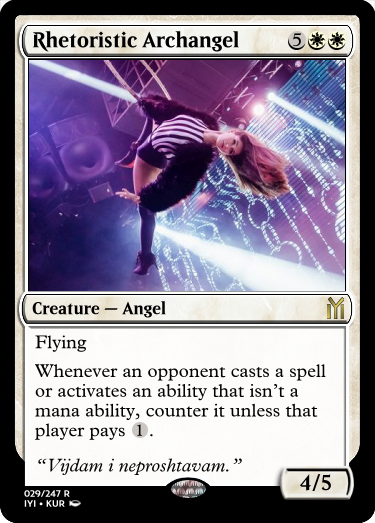 Rhetoristic Archangel 5
Creature — Angel
Flying
Whenever an opponent casts a spell
or activates an ability that isn't a
mana ability, counter it unless that
player pays 1.
“Vijdam i neproshtavam.”
029/247 R
IYI • KUR
4/5